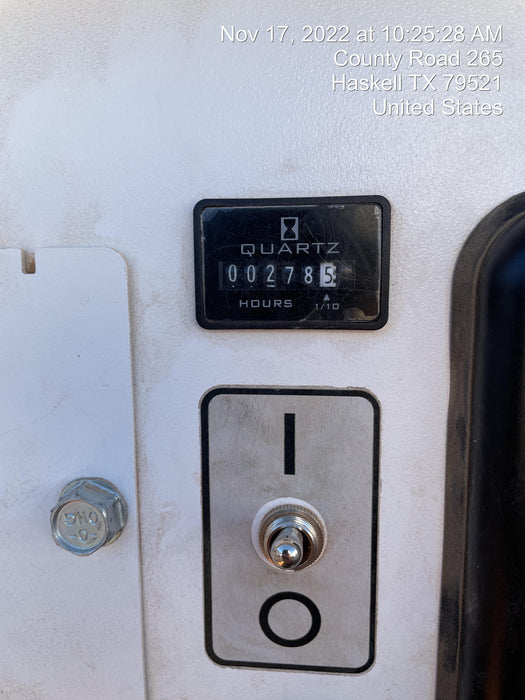 Nov 17, 2022 at 10:25:28 AM
County Road 265
Haskell TX 79521
United States
QUARTZ
002785
HOURS 1/10